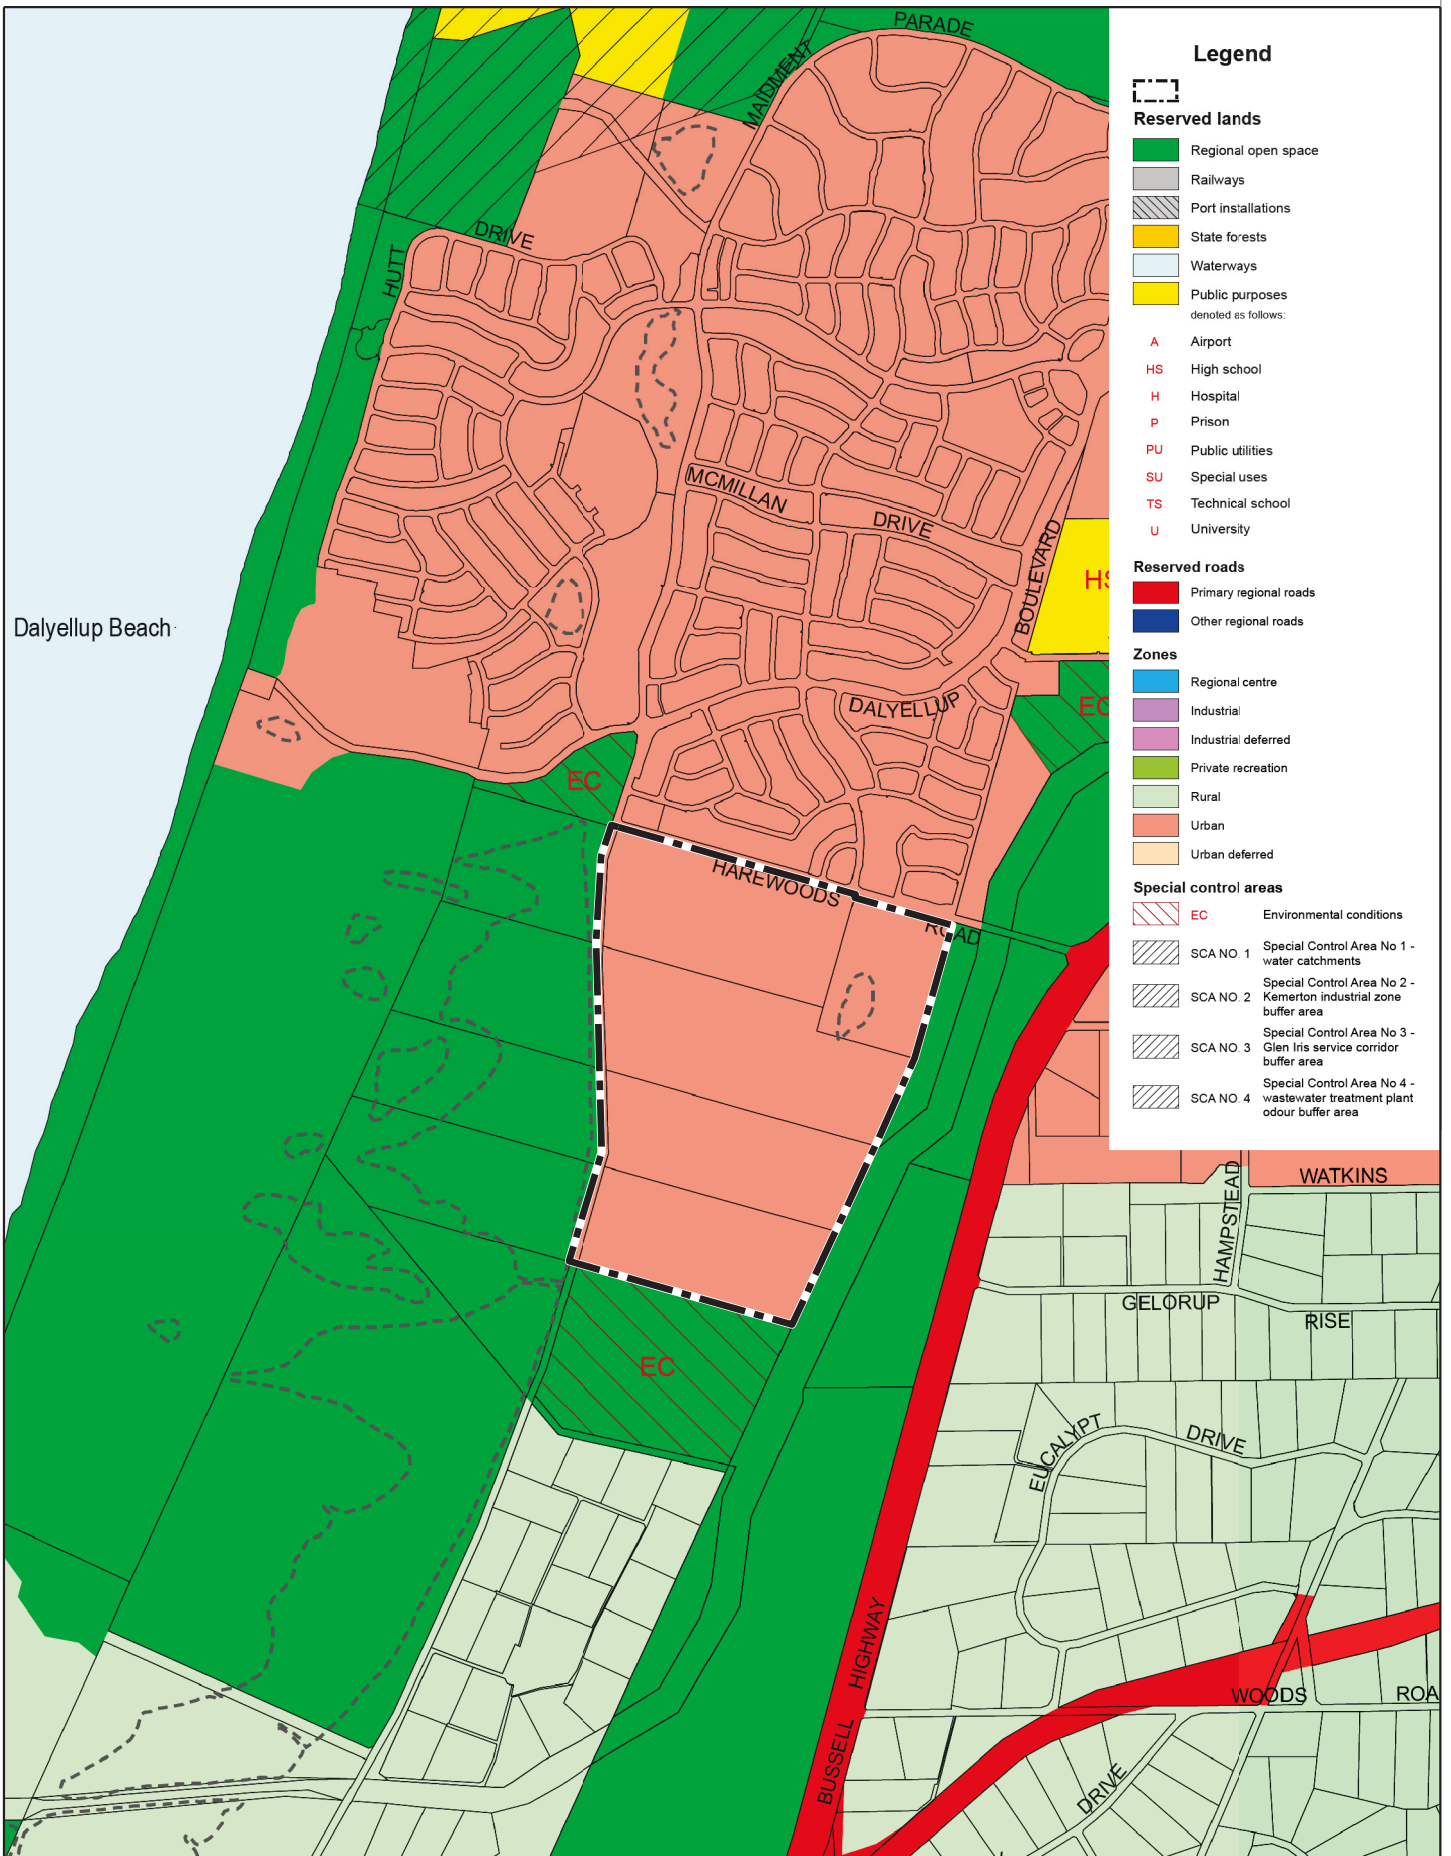 PARADE
MAIDMENT
DRIVE
HUTT
MCMILLAN
DRIVE
BOULEVARD
HS
Dalyellup Beach
DALYELLUP
EC
EC
HAREWOODS
ROAD
WATKINS
HAMPSTEAD
GELORUP
RISE
EC
EUCALYPT
DRIVE
HIGHWAY
BUSSELL
WOODS
ROA
DRIVE
Legend
Reserved lands
Regional open space
Railways
Port installations
State forests
Waterways
Public purposes
denoted as follows:
A Airport
HS High school
H Hospital
P Prison
PU Public utilities
SU Special uses
TS Technical school
U University
Reserved roads
Primary regional roads
Other regional roads
Zones
Regional centre
Industrial
Industrial deferred
Private recreation
Rural
Urban
Urban deferred
Special control areas
EC Environmental conditions
SCA NO. 1 Special Control Area No 1 -
water catchments
SCA NO. 2 Special Control Area No 2 -
Kemerton industrial zone
buffer area
SCA NO. 3 Special Control Area No 3 -
Glen Iris service corridor
buffer area
SCA NO. 4 Special Control Area No 4 -
wastewater treatment plant
odour buffer area